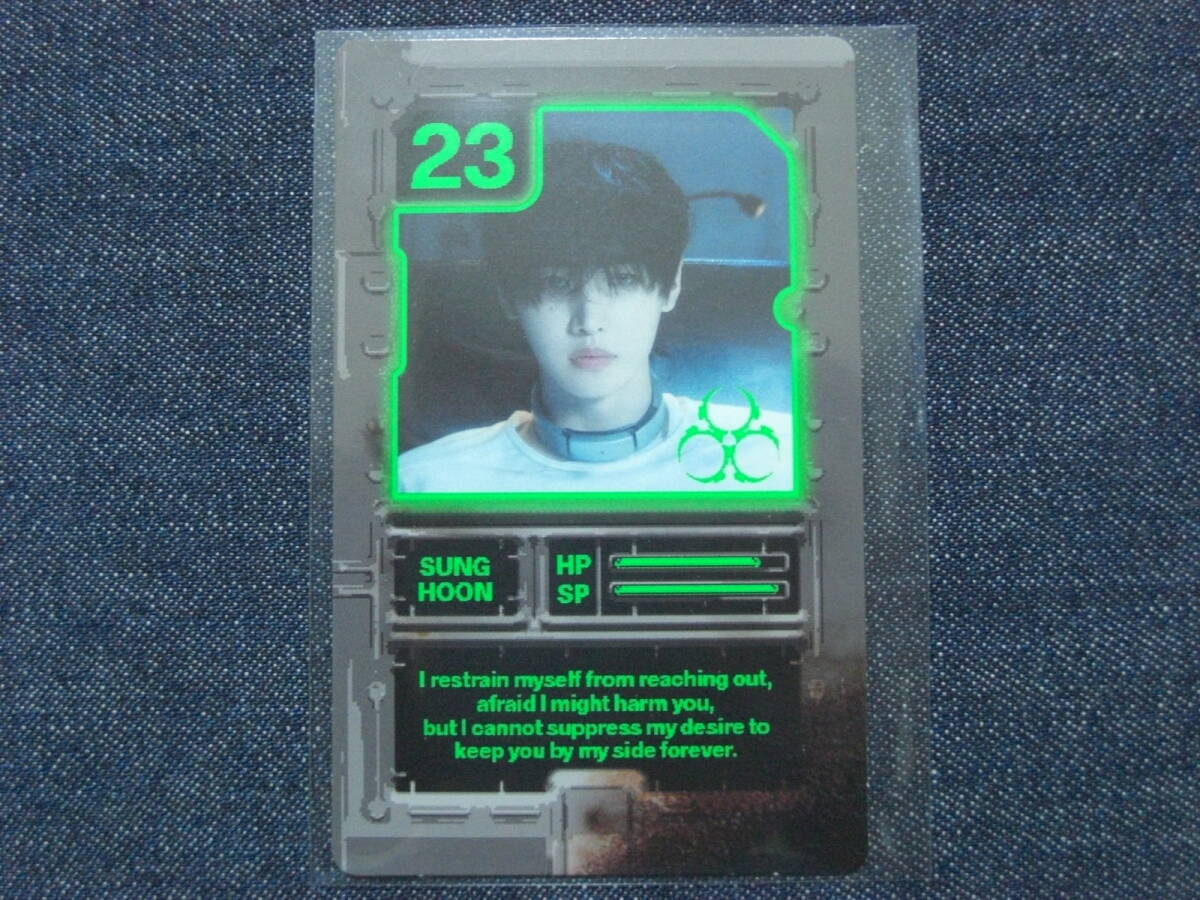 23
SUNG
HOON
HP
SP
I restrain myself from reaching out,
afraid I might harm you,
but I cannot suppress my desire to
keep you by my side forever.